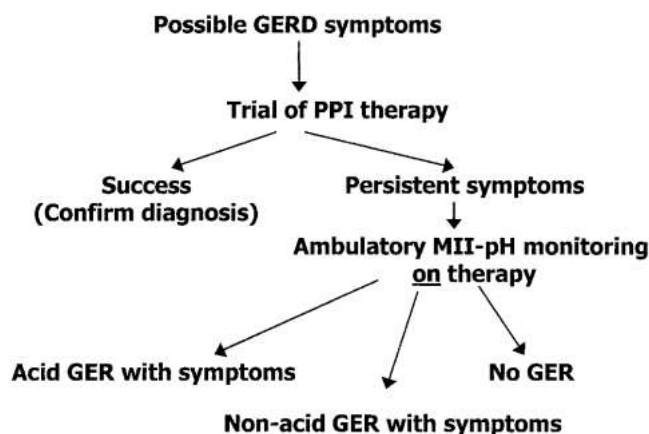 Possible GERD symptoms
Trial of PPI therapy
Success
(Confirm diagnosis)
Persistent symptoms
Ambulatory MII-pH monitoring
on therapy
Acid GER with symptoms
No GER
Non-acid GER with symptoms